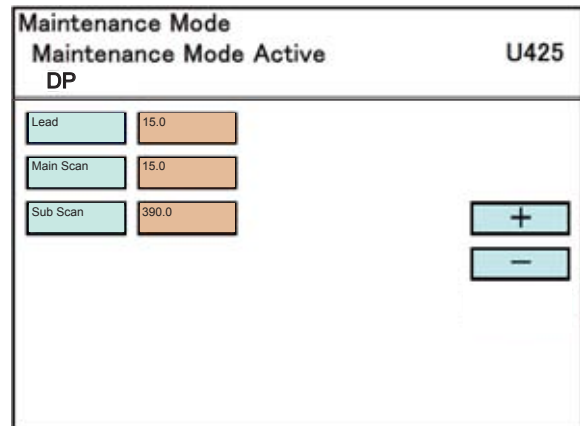 Maintenance Mode
Maintenance Mode Active U425
DP
Lead 15.0
Main Scan 15.0
Sub Scan 390.0
+
−